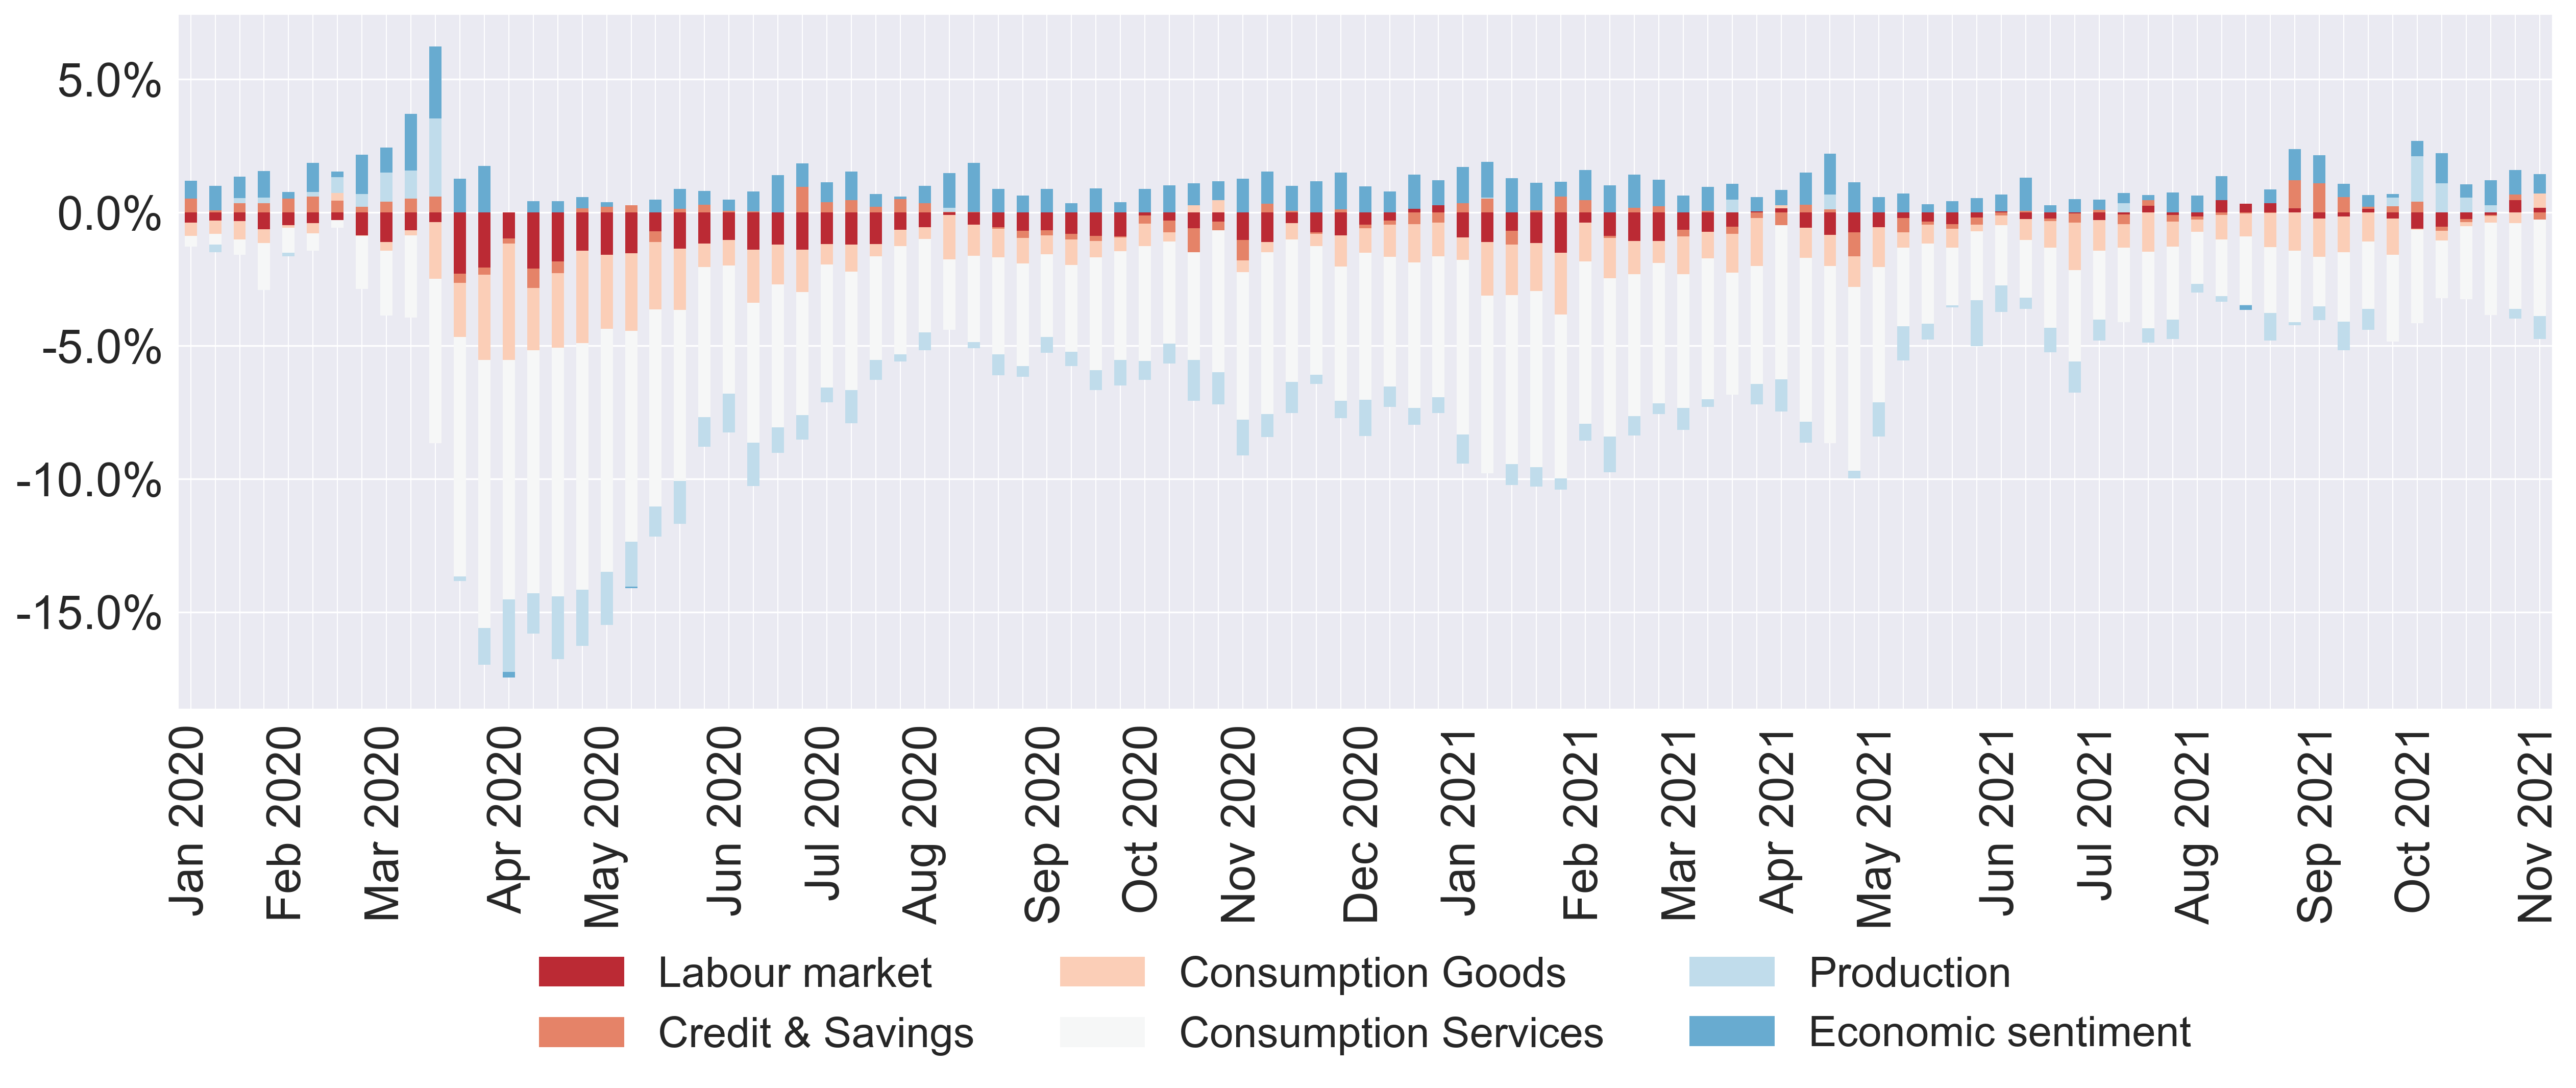 5.0%
0.0%
-5.0%
-10.0%
-15.0%
Jan 2020
Feb 2020
Mar 2020
Apr 2020
May 2020
Jun 2020
Jul 2020
Aug 2020
Sep 2020
Oct 2020
Nov 2020
Dec 2020
Jan 2021
Feb 2021
Mar 2021
Apr 2021
May 2021
Jun 2021
Jul 2021
Aug 2021
Sep 2021
Oct 2021
Nov 2021
Labour market
Consumption Goods
Production
Credit & Savings
Consumption Services
Economic sentiment